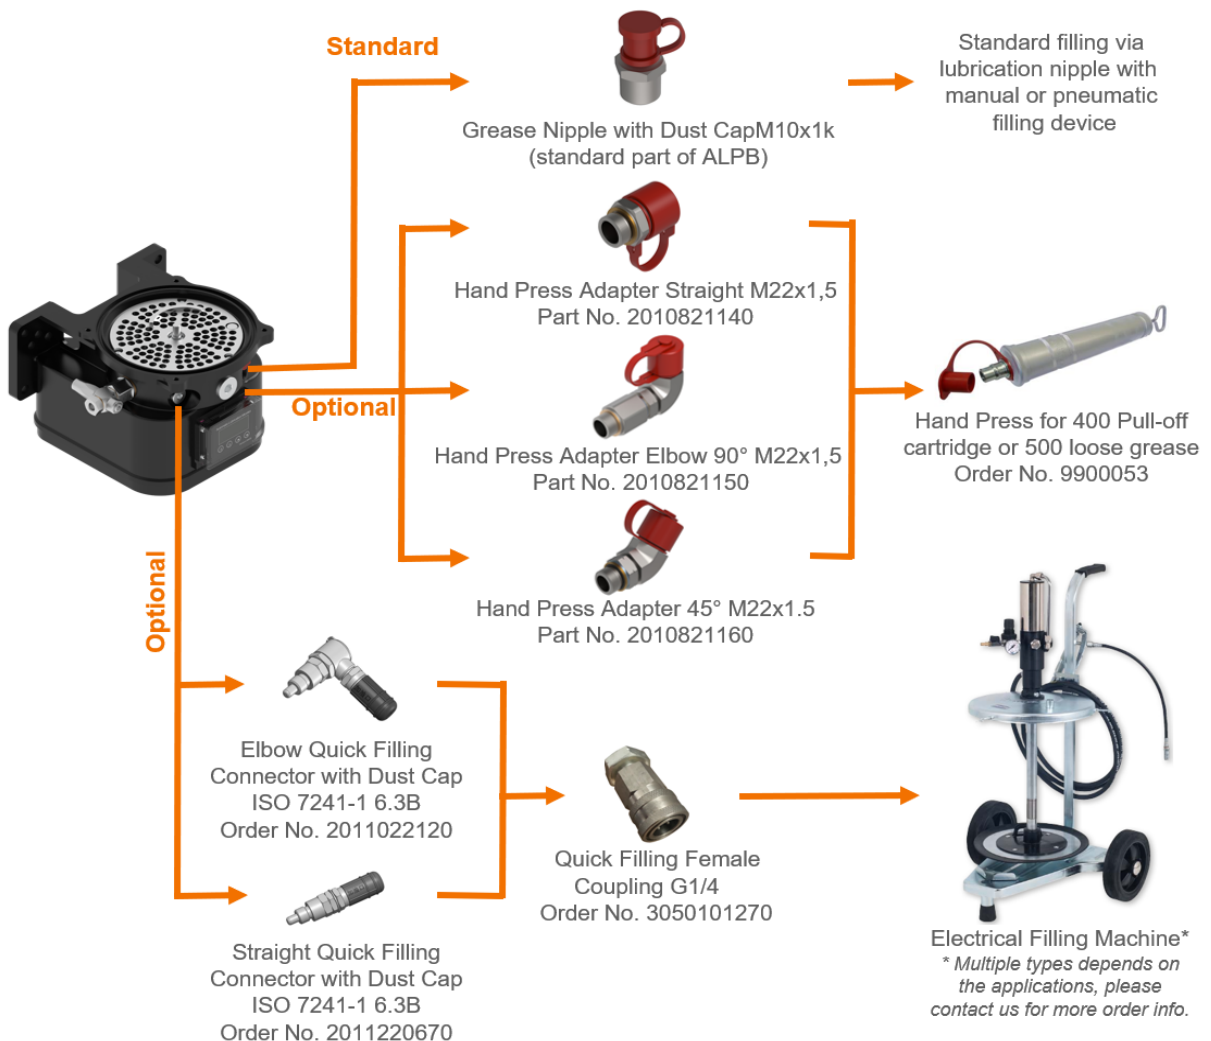 Standard
Grease Nipple with Dust CapM10x1k
(standard part of ALPB)
Standard filling via
lubrication nipple with
manual or pneumatic
filling device
Hand Press Adapter Straight M22x1,5
Part No. 2010821140
Optional
Hand Press Adapter Elbow 90° M22x1,5
Part No. 2010821150
Hand Press for 400 Pull-off
cartridge or 500 loose grease
Order No. 9900053
Hand Press Adapter 45° M22x1.5
Part No. 2010821160
Optional
Elbow Quick Filling
Connector with Dust Cap
ISO 7241-1 6.3B
Order No. 2011022120
Quick Filling Female
Coupling G1/4
Order No. 3050101270
Straight Quick Filling
Connector with Dust Cap
ISO 7241-1 6.3B
Order No. 2011220670
Electrical Filling Machine*
* Multiple types depends on
the applications, please
contact us for more order info.